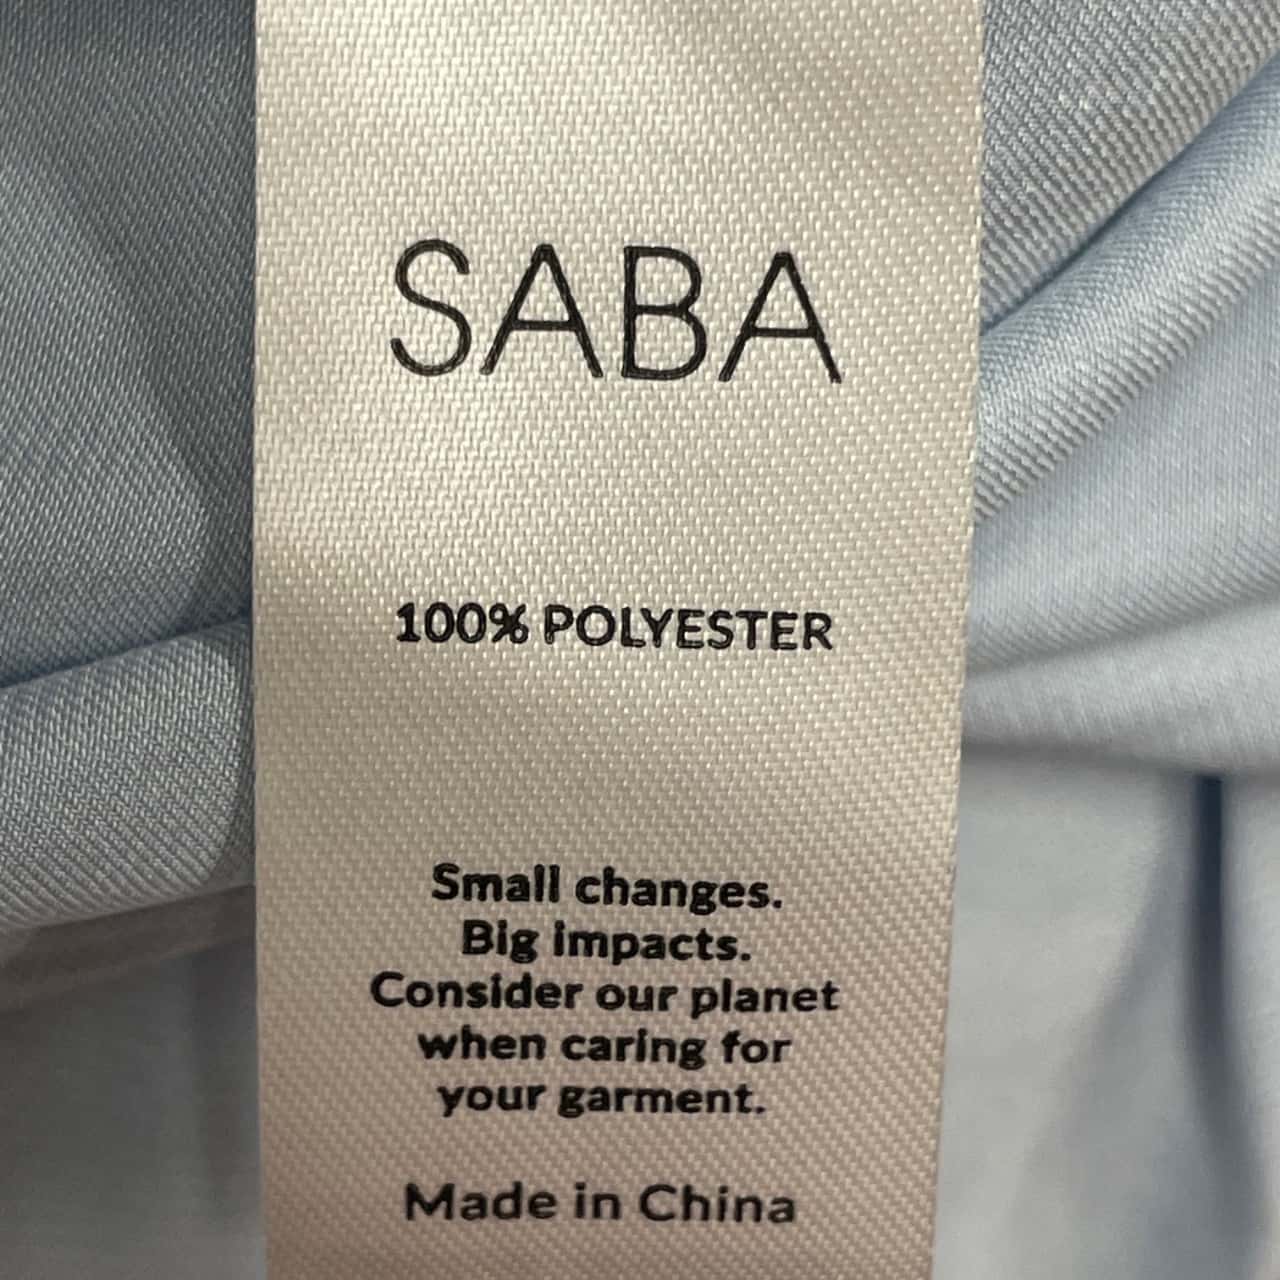 SABA
100% POLYESTER
Small changes.
Big impacts.
Consider our planet
when caring for
your garment.
Made in China